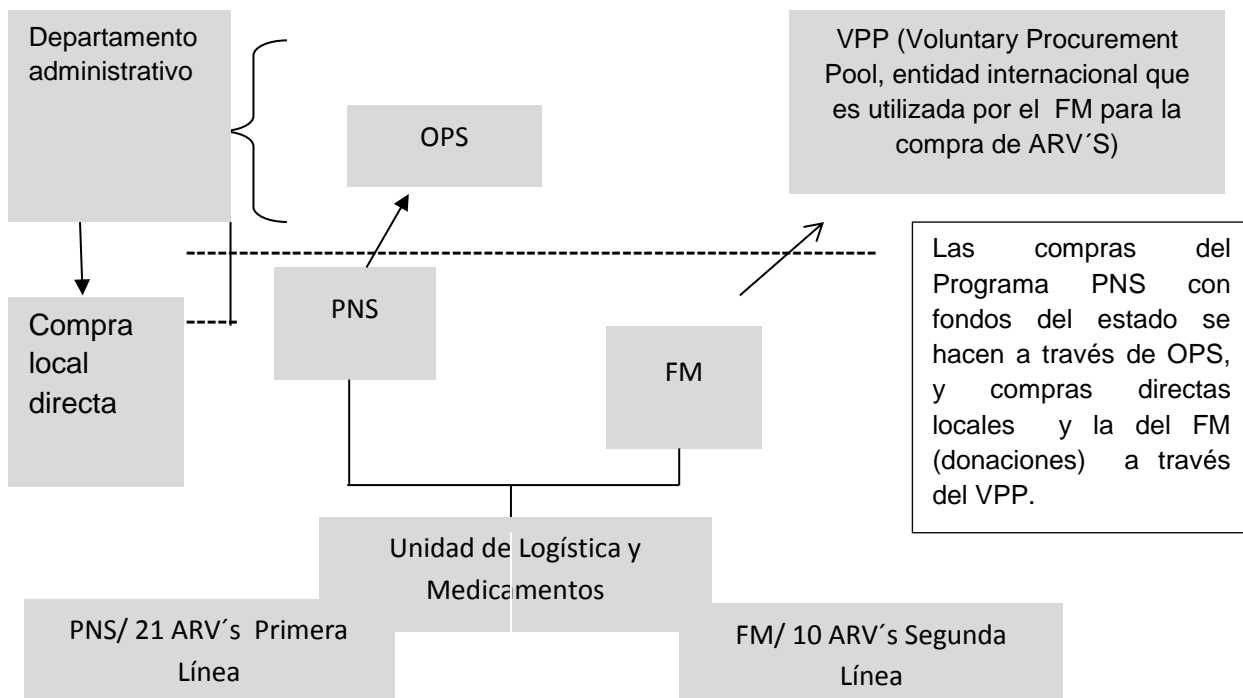 Departamento
administrativo
VPP (Voluntary Procurement
Pool, entidad internacional que
es utilizada por el FM para la
compra de ARV´S)
OPS
PNS
FM
Compra
local
directa
Las compras del
Programa PNS con
fondos del estado se
hacen a través de OPS,
y compras directas
locales y la del FM
(donaciones) a través
del VPP.
Unidad de Logística y
Medicamentos
PNS/ 21 ARV´s Primera
Línea
FM/ 10 ARV´s Segunda
Línea